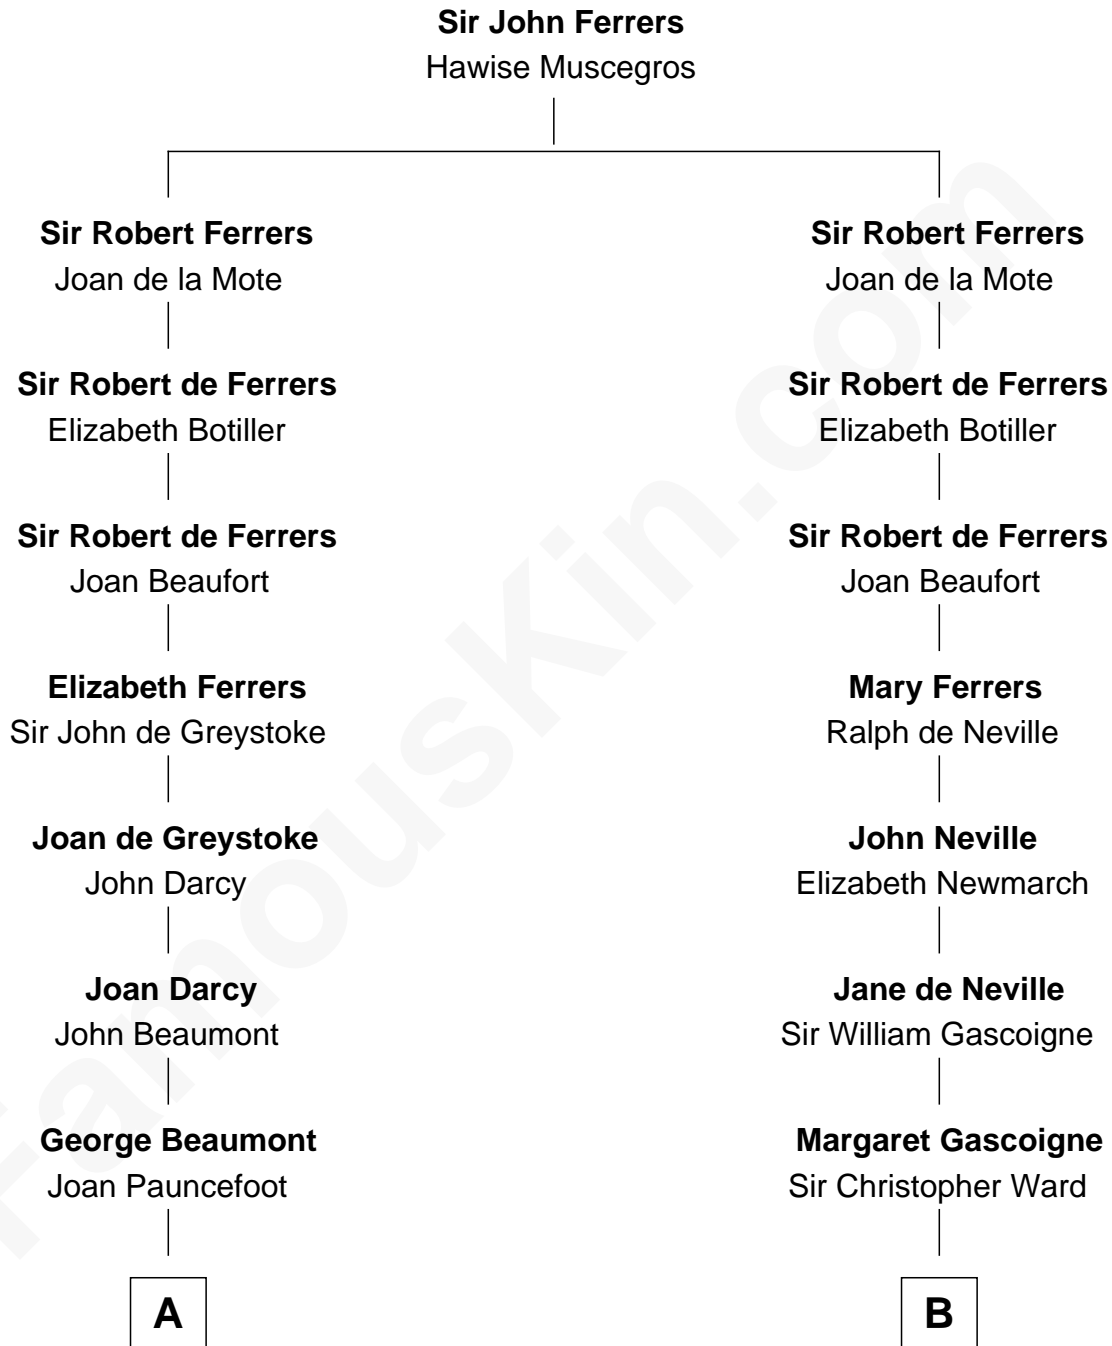 Sir John Ferrers
Hawise Muscegros
Sir Robert Ferrers
Joan de la Mote
Sir Robert de Ferrers
Elizabeth Botiller
Sir Robert de Ferrers
Joan Beaufort
Elizabeth Ferrers
Sir John de Greystoke
Joan de Greystoke
John Darcy
Joan Darcy
John Beaumont
George Beaumont
Joan Pauncefoot
A
Sir Robert Ferrers
Joan de la Mote
Sir Robert de Ferrers
Elizabeth Botiller
Sir Robert de Ferrers
Joan Beaufort
Mary Ferrers
Ralph de Neville
John Neville
Elizabeth Newmarch
Jane de Neville
Sir William Gascoigne
Margaret Gascoigne
Sir Christopher Ward
B
FamousKin.com